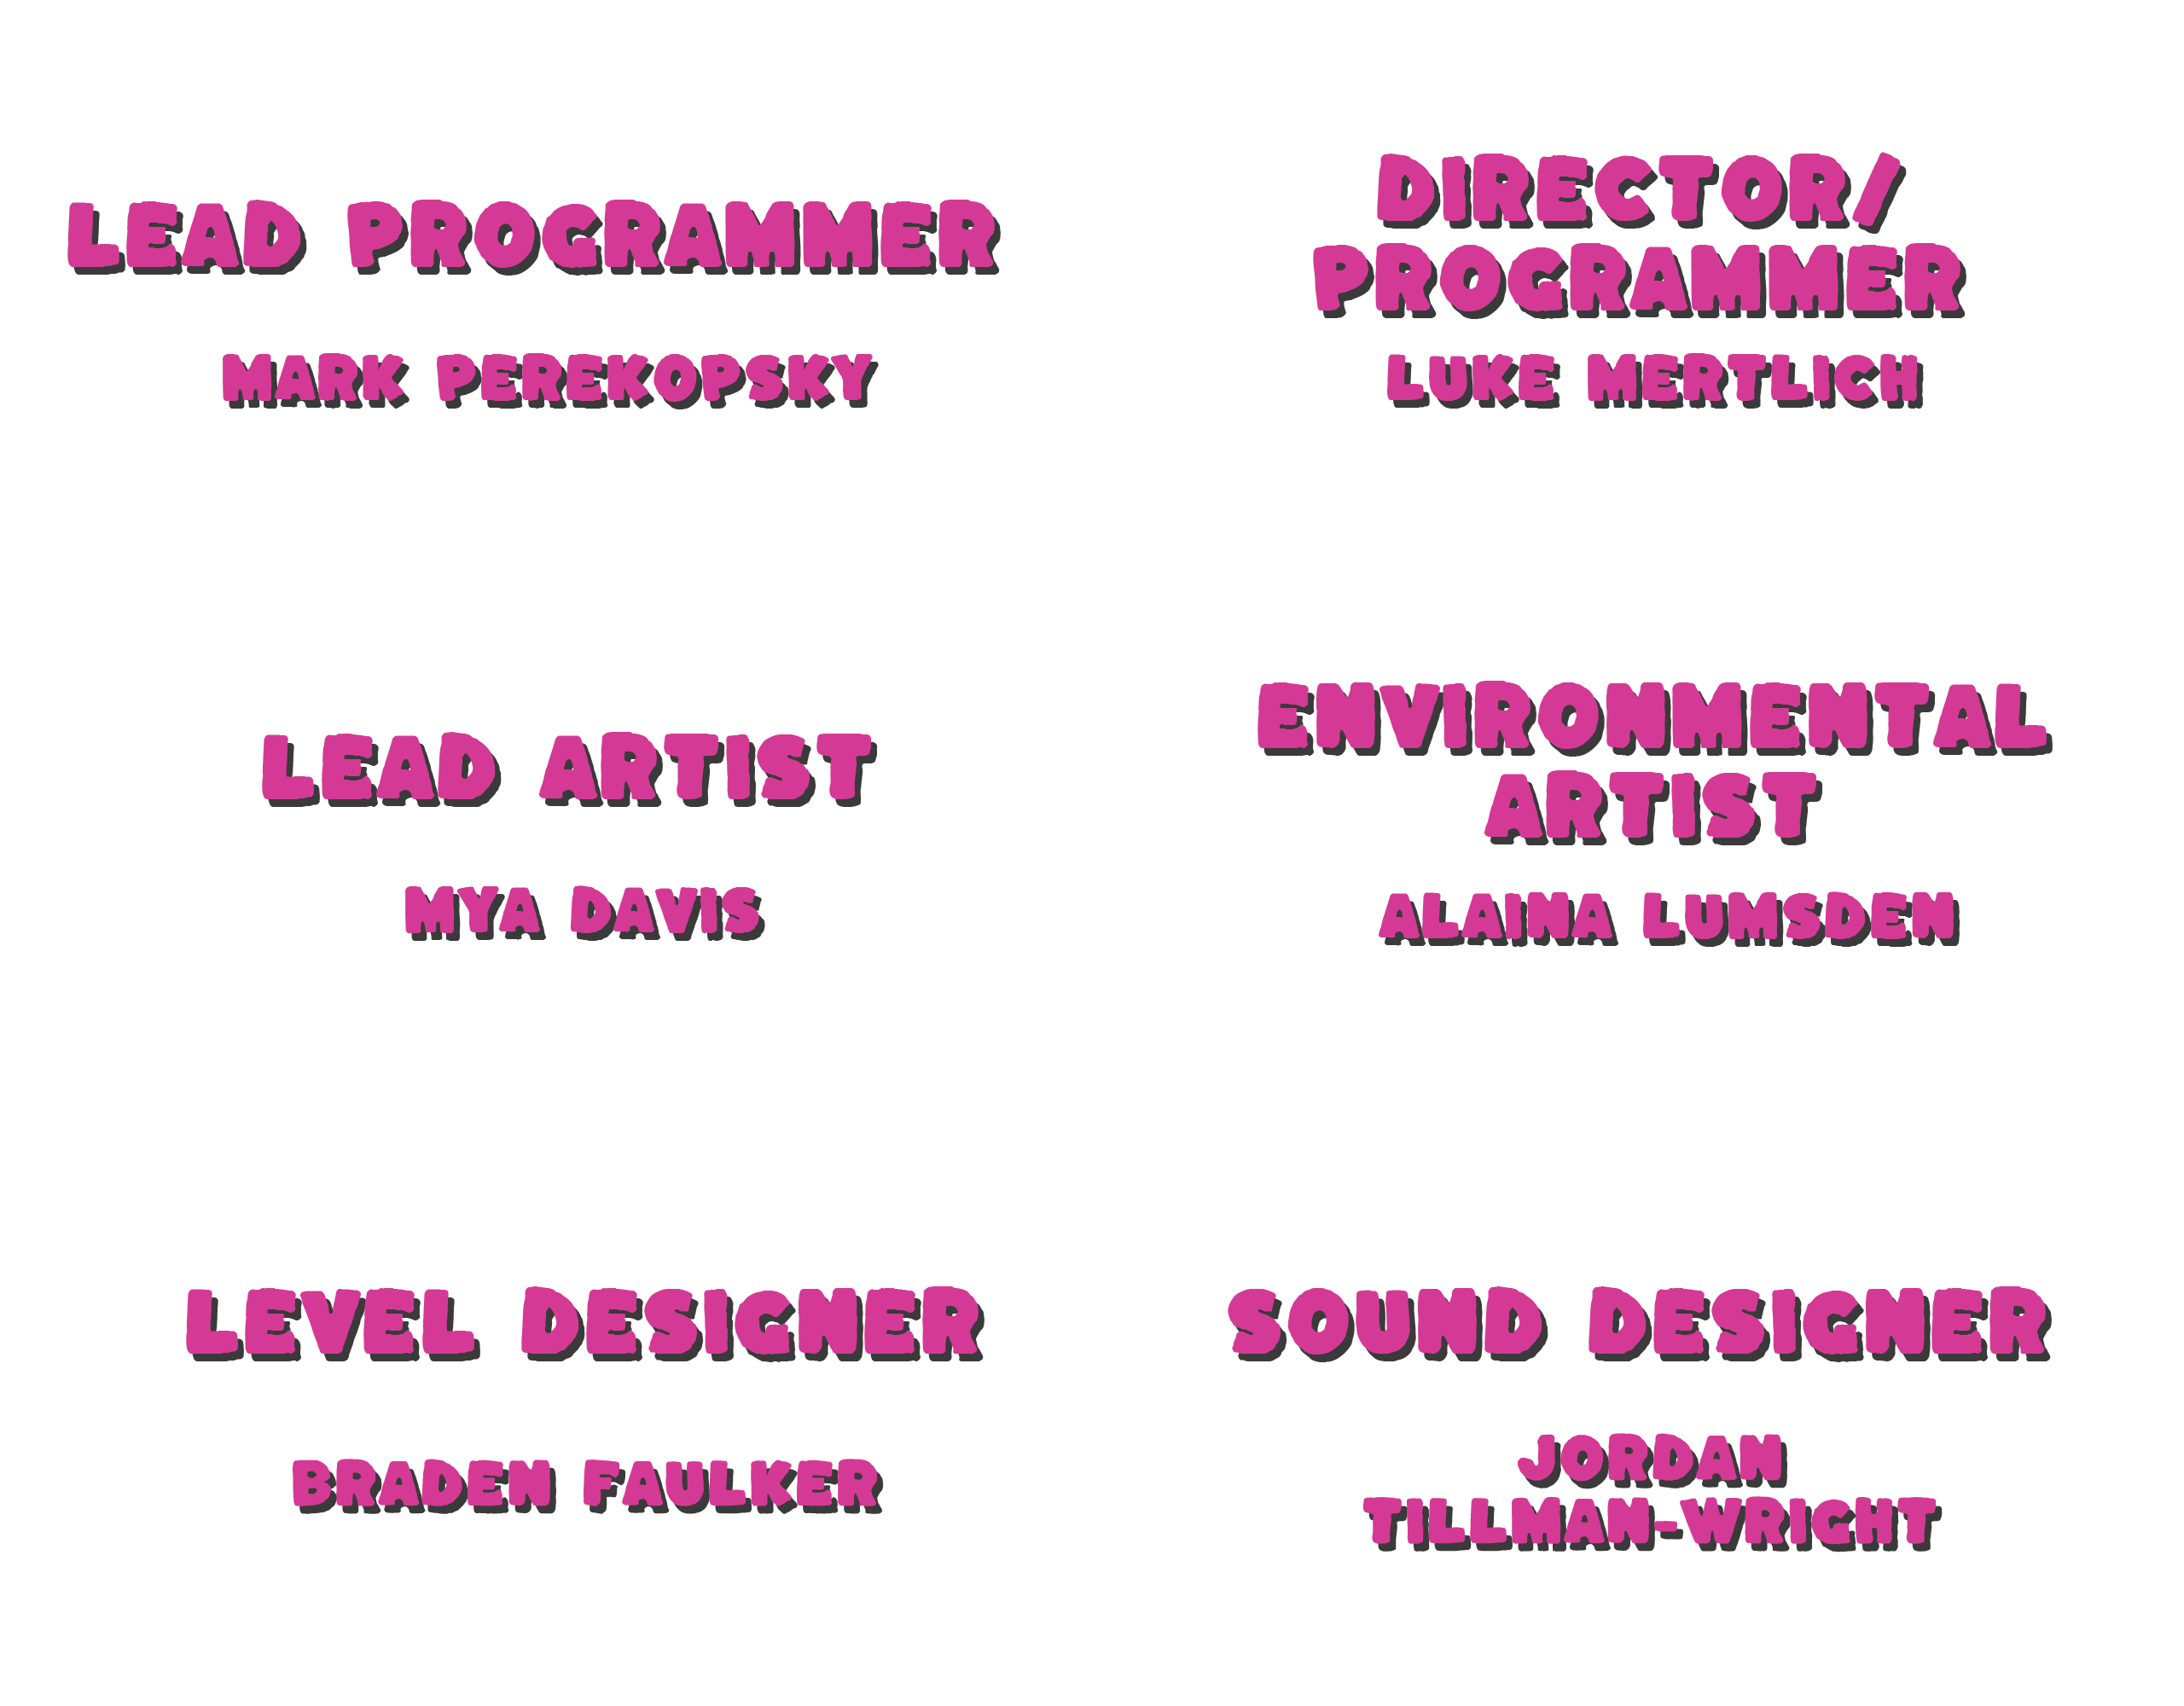 LEAD PROGRAMMER
MARK PEREKOPSKY
DIRECTOR/
PROGRAMMER
LUKE MERTLICH
LEAD ARTIST
MYA DAVIS
ENVIRONMENTAL
ARTIST
ALAINA LUMSDEN
LEVEL DESIGNER
BRADEN FAULKER
SOUND DESIGNER
JORDAN
TILLMAN-WRIGHT